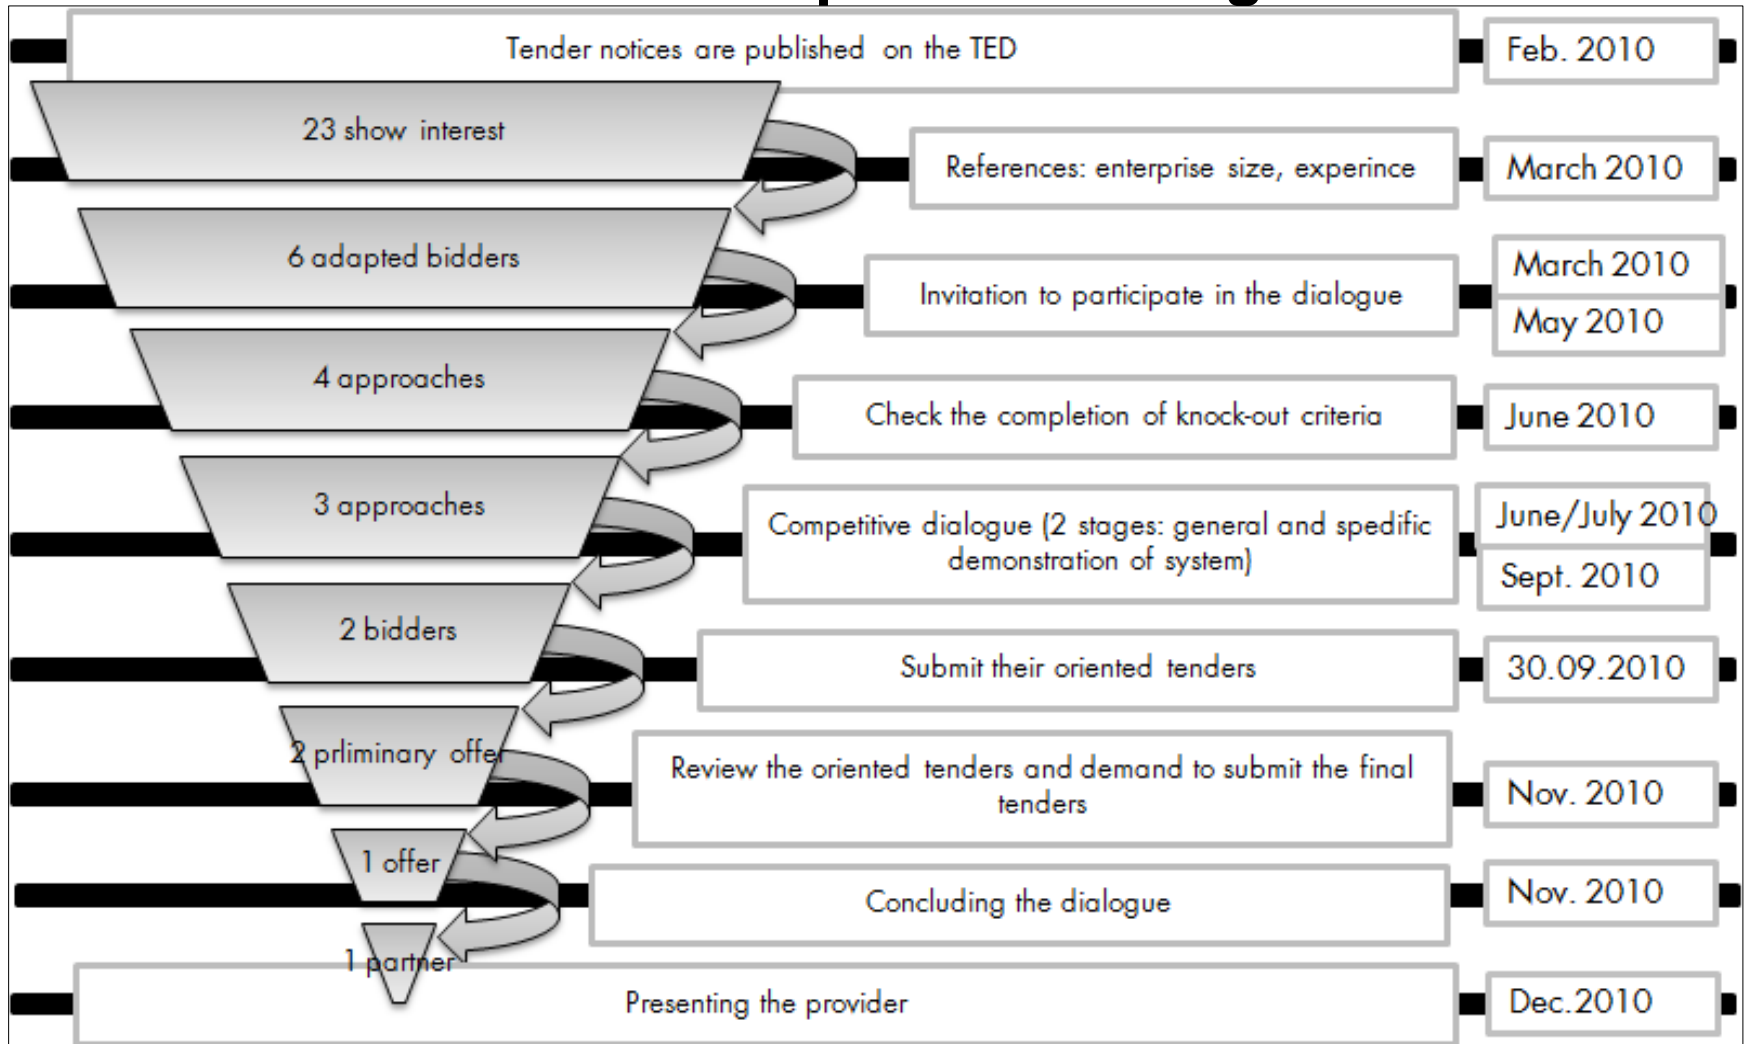 Tender notices are published on the TED
Feb. 2010
23 show interest
References: enterprise size, experince
March 2010
6 adapted bidders
Invitation to participate in the dialogue
March 2010
May 2010
4 approaches
Check the completion of knock-out criteria
June 2010
3 approaches
Competitive dialogue (2 stages: general and spedific
demonstration of system)
June/July 2010
Sept. 2010
2 bidders
Submit their oriented tenders
30.09.2010
2 prliminary offer
Review the oriented tenders and demand to submit the final
tenders
Nov. 2010
1 offer
Concluding the dialogue
Nov. 2010
1 partner
Presenting the provider
Dec.2010